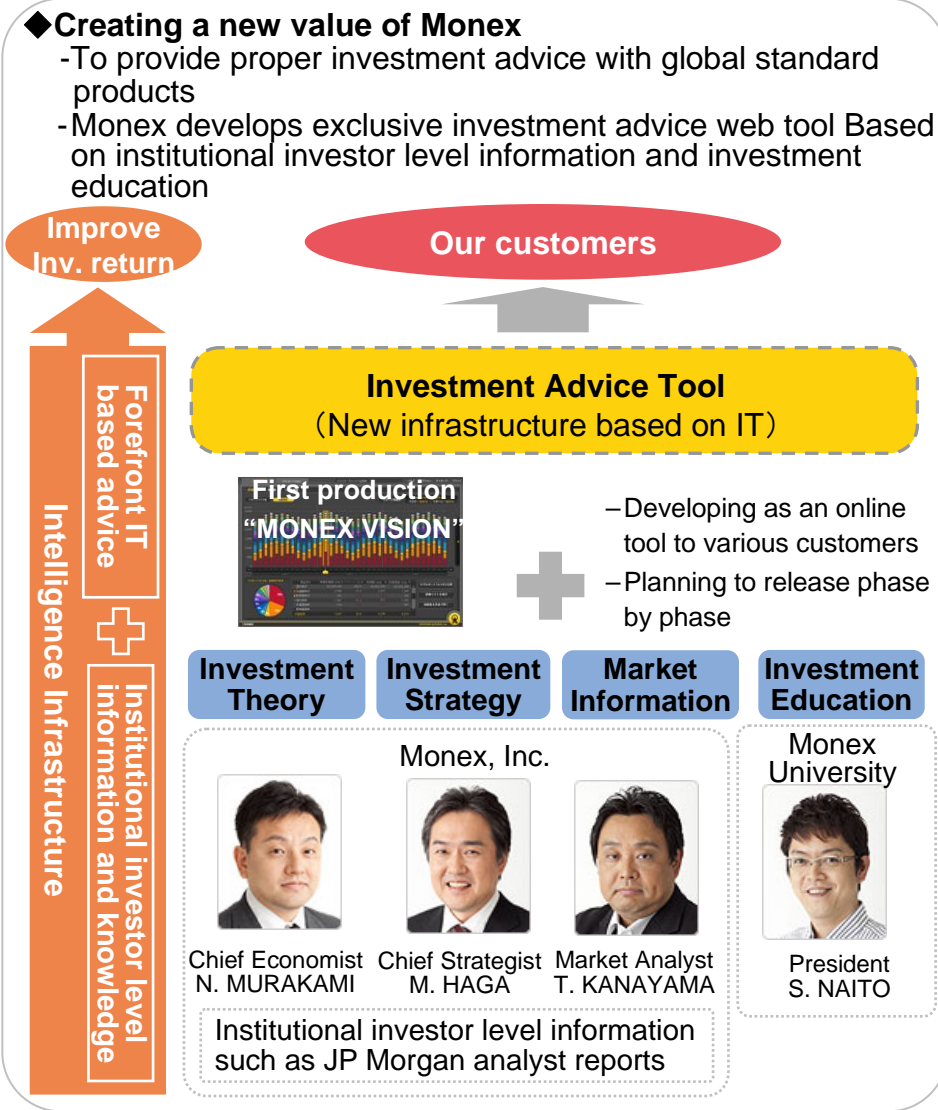 ◆Creating a new value of Monex
-To provide proper investment advice with global standard
products
-Monex develops exclusive investment advice web tool Based
on institutional investor level information and investment
education
Improve
Inv. return
Our customers
Intelligence Infrastructure
Forefront IT
based advice
Institutional investor level
information and knowledge
Investment Advice Tool
（New infrastructure based on IT）
First production
“MONEX VISION”
–Developing as an online
tool to various customers
–Planning to release phase
by phase
Investment
Theory
Investment
Strategy
Market
Information
Investment
Education
Monex, Inc.
Monex
University
Chief Economist
N. MURAKAMI
Chief Strategist
M. HAGA
Market Analyst
T. KANAYAMA
President
S. NAITO
Institutional investor level information
such as JP Morgan analyst reports